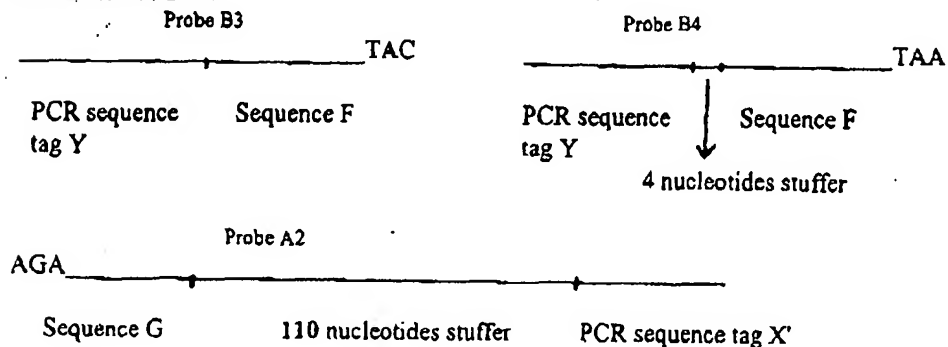 Probe B3
Probe B4
TAC
TAA
PCR sequence tag Y
Sequence F
PCR sequence tag Y
Sequence F
4 nucleotides stuffer
Probe A2
AGA
Sequence G
110 nucleotides stuffer
PCR sequence tag X'